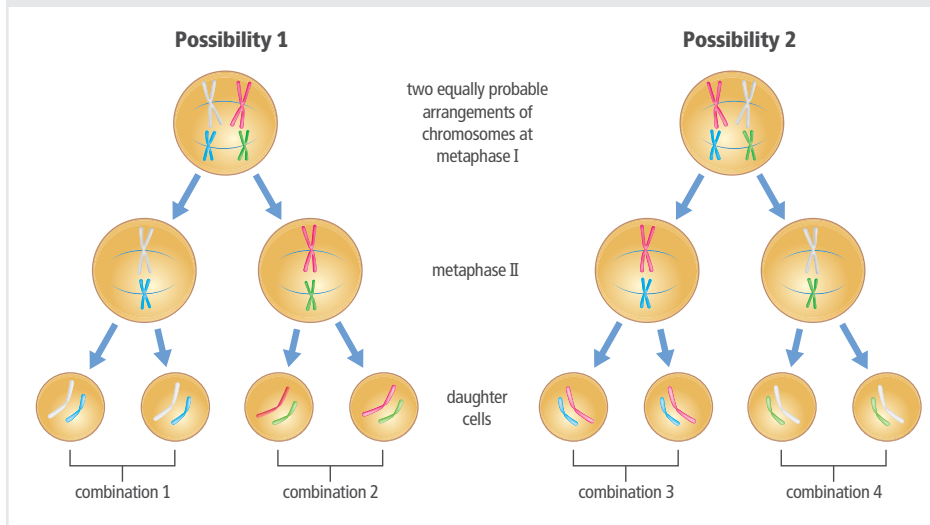 Possibility 1
Possibility 2
two equally probable
arrangements of
chromosomes at
metaphase I
metaphase II
daughter
cells
combination 1
combination 2
combination 3
combination 4